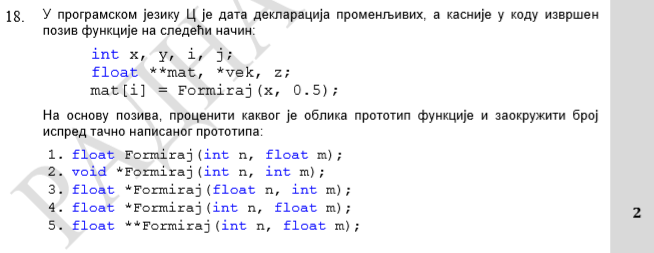 18. У програмском језику Ц је дата декларација променљивих, а касније у коду извршен
позив функције на следећи начин:
int x, y, i, j;
float **mat, *vek, z;
mat[i] = Formiraj(x, 0.5);
На основу позива, проценити каквог је облика прототип функције и заокружити број
испред тачно написаног прототипа:
1. float Formiraj(int n, float m);
2. void *Formiraj(int n, int m);
3. float *Formiraj(float n, int m);
4. float *Formiraj(int n, float m);
5. float **Formiraj(int n, float m);
2
РАДНА